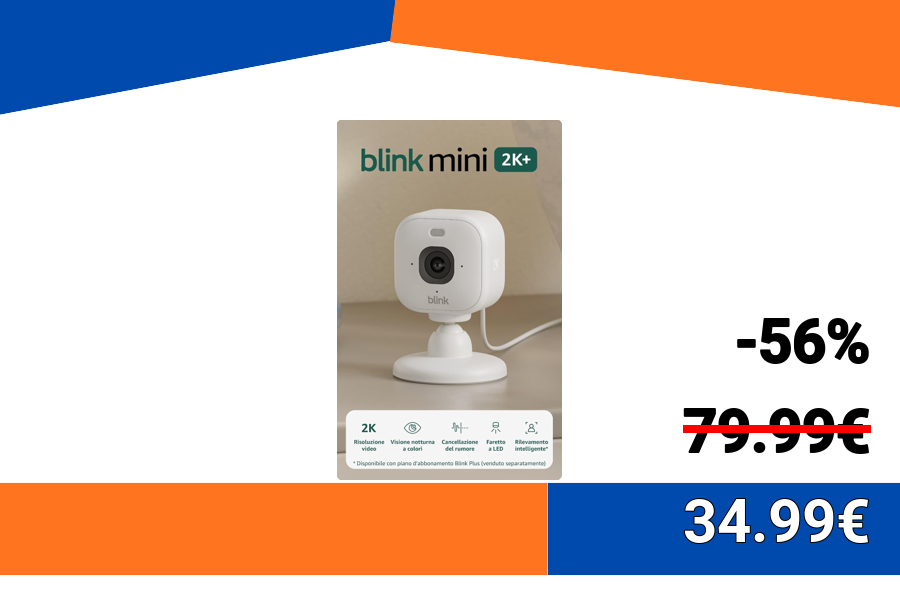 blink mini 2K+
blink
2K
Risoluzione video
Visione notturna a colori
Cancellazione del rumore
Faretto a LED
Rilevamento intelligente*
* Disponibile con piano d'abbonamento Blink Plus (venduto separatamente)
-56%
79.99€
34.99€